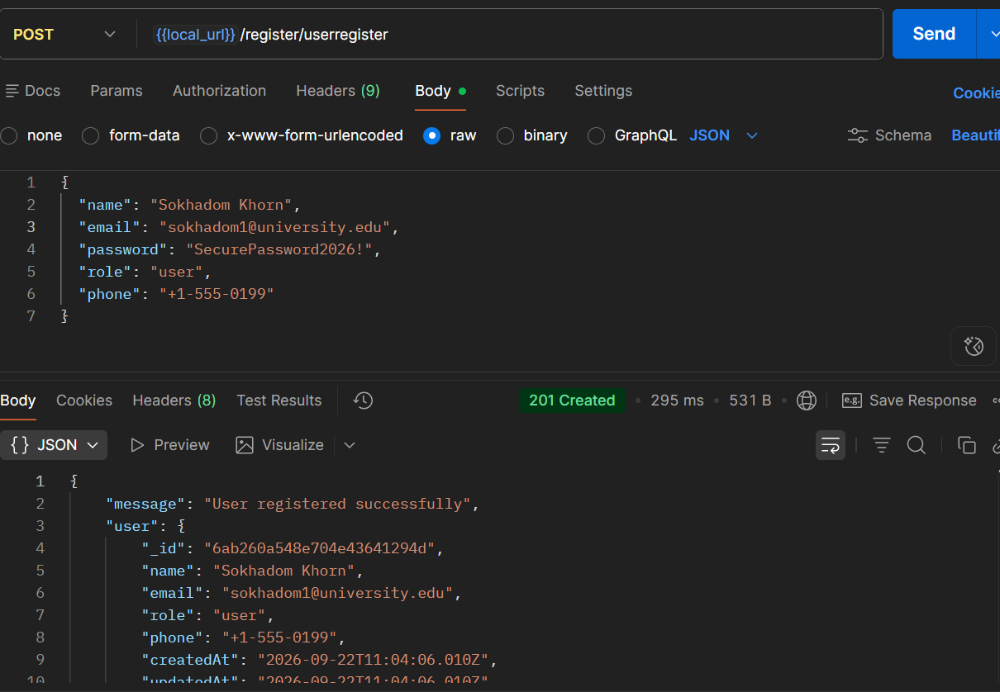 POST {{local_url}}/register/userregister Send
Docs Params Authorization Headers (9) Body Scripts Settings Cookie
none form-data x-www-form-urlencoded raw binary GraphQL JSON Schema Beautif
1 {
2 "name": "Sokhadom Khorn",
3 "email": "sokhadom1@university.edu",
4 "password": "SecurePassword2026!",
5 "role": "user",
6 "phone": "+1-555-0199"
7 }
Body Cookies Headers (8) Test Results 201 Created • 295 ms • 531 B • e.g. Save Response
{} JSON Preview Visualize
1 {
2 "message": "User registered successfully",
3 "user": {
4 "_id": "6ab260a548e704e43641294d",
5 "name": "Sokhadom Khorn",
6 "email": "sokhadom1@university.edu",
7 "role": "user",
8 "phone": "+1-555-0199",
9 "createdAt": "2026-09-22T11:04:06.010Z",
10 "updatedAt": "2026-09-22T11:04:06.010Z"